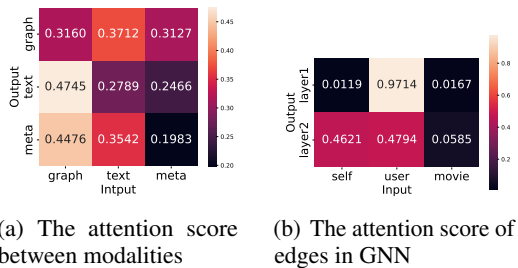 graph 0.3160 0.3712 0.3127
text 0.4745 0.2789 0.2466
meta 0.4476 0.3542 0.1983
Output
graph text meta
Intput
0.45
0.40
0.35
0.30
0.25
0.20
layer1 0.0119 0.9714 0.0167
layer2 0.4621 0.4794 0.0585
Output
self user movie
Input
0.8
0.6
0.4
0.2
(a) The attention score
between modalities
(b) The attention score of
edges in GNN